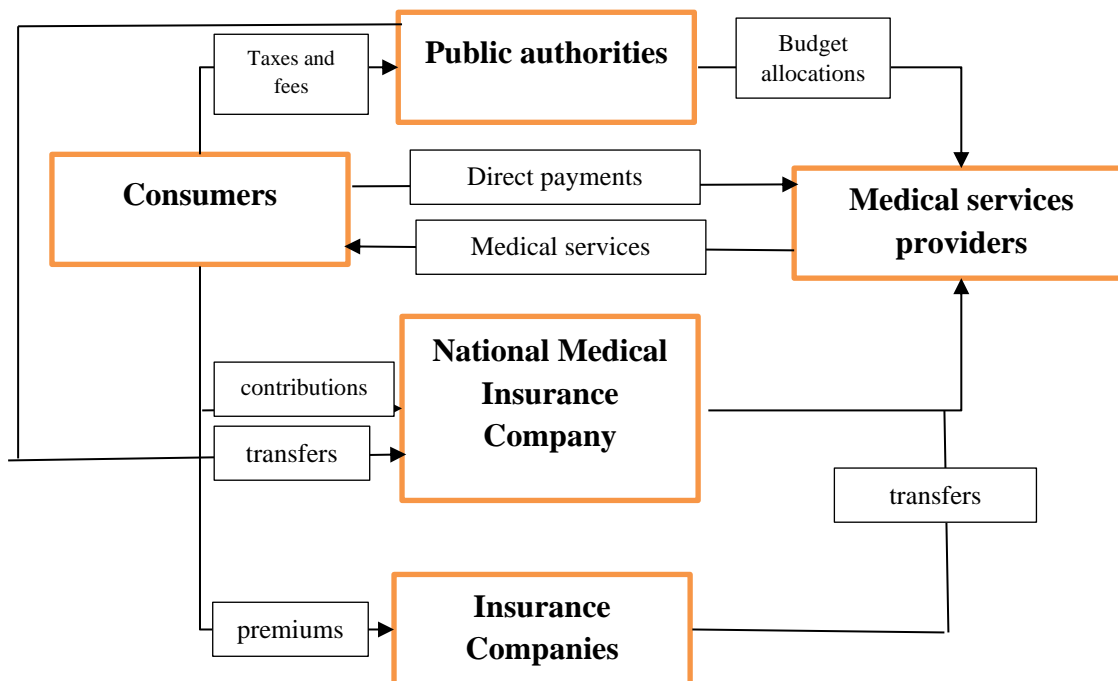 Taxes and
fees
Public authorities
Budget
allocations
Consumers
Direct payments
Medical services
Medical services
providers
National Medical
Insurance
Company
contributions
transfers
transfers
premiums
Insurance
Companies